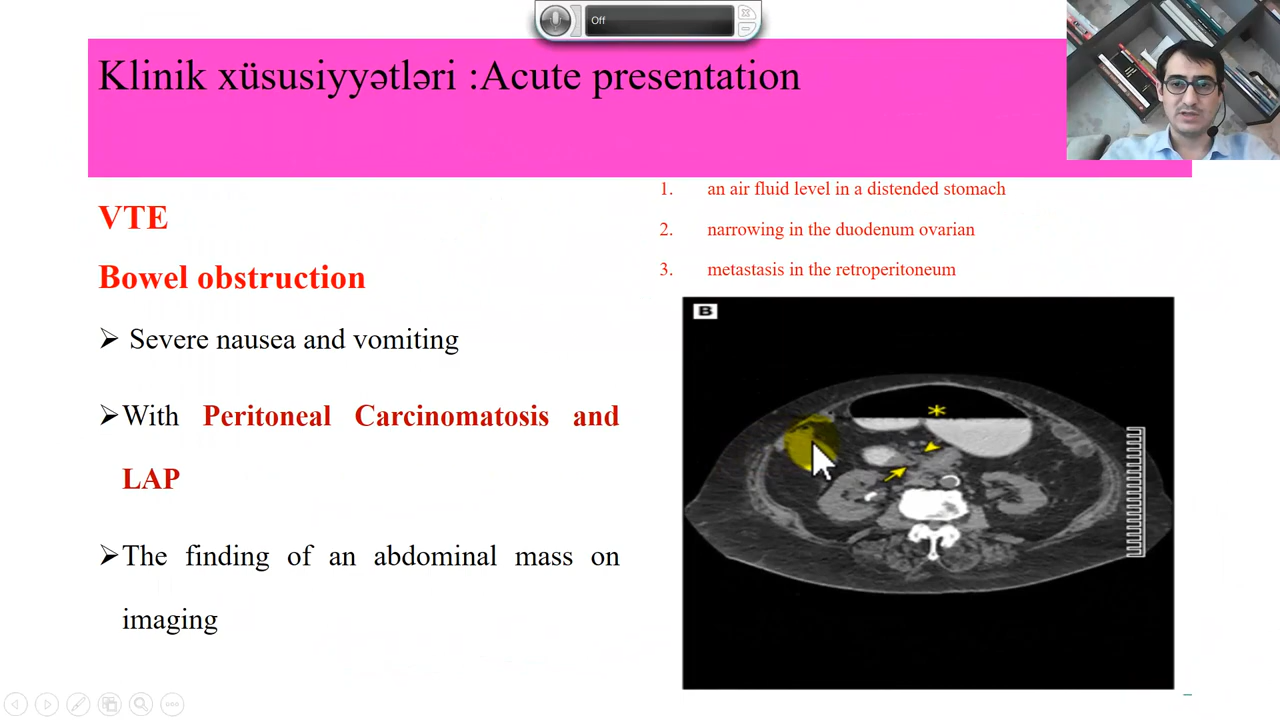 Off
Klinik xüsusiyyətləri :Acute presentation
VTE
Bowel obstruction
➢ Severe nausea and vomiting
➢With Peritoneal Carcinomatosis and
LAP
➢The finding of an abdominal mass on
imaging
1. an air fluid level in a distended stomach
2. narrowing in the duodenum ovarian
3. metastasis in the retroperitoneum
B